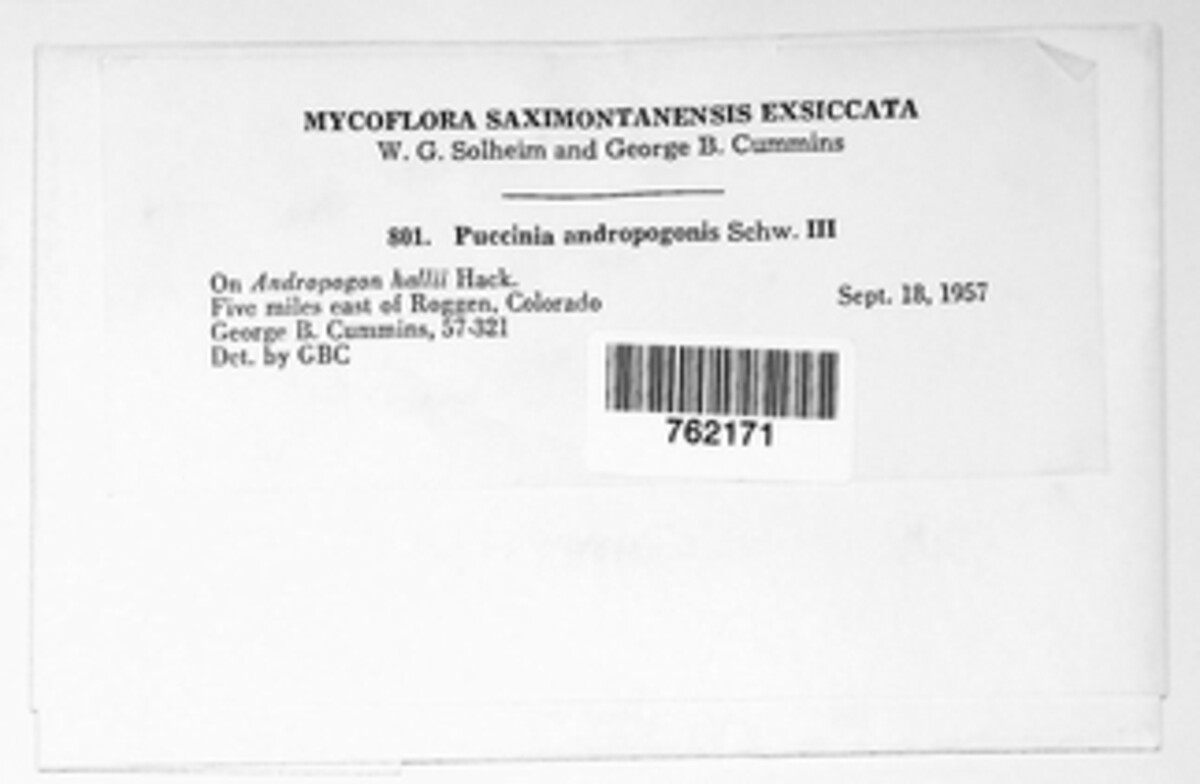 MYCOFLORA SAXIMONTANENSIS EXSICCATA
W. G. Solheim and George B. Cummins
801. Puccinia andropogonis Schw. III
On Andropogon hallii Hack.
Five miles east of Roggen, Colorado
Sept. 18, 1957
George B. Cummins, 57-321
Det. by GBC
762171